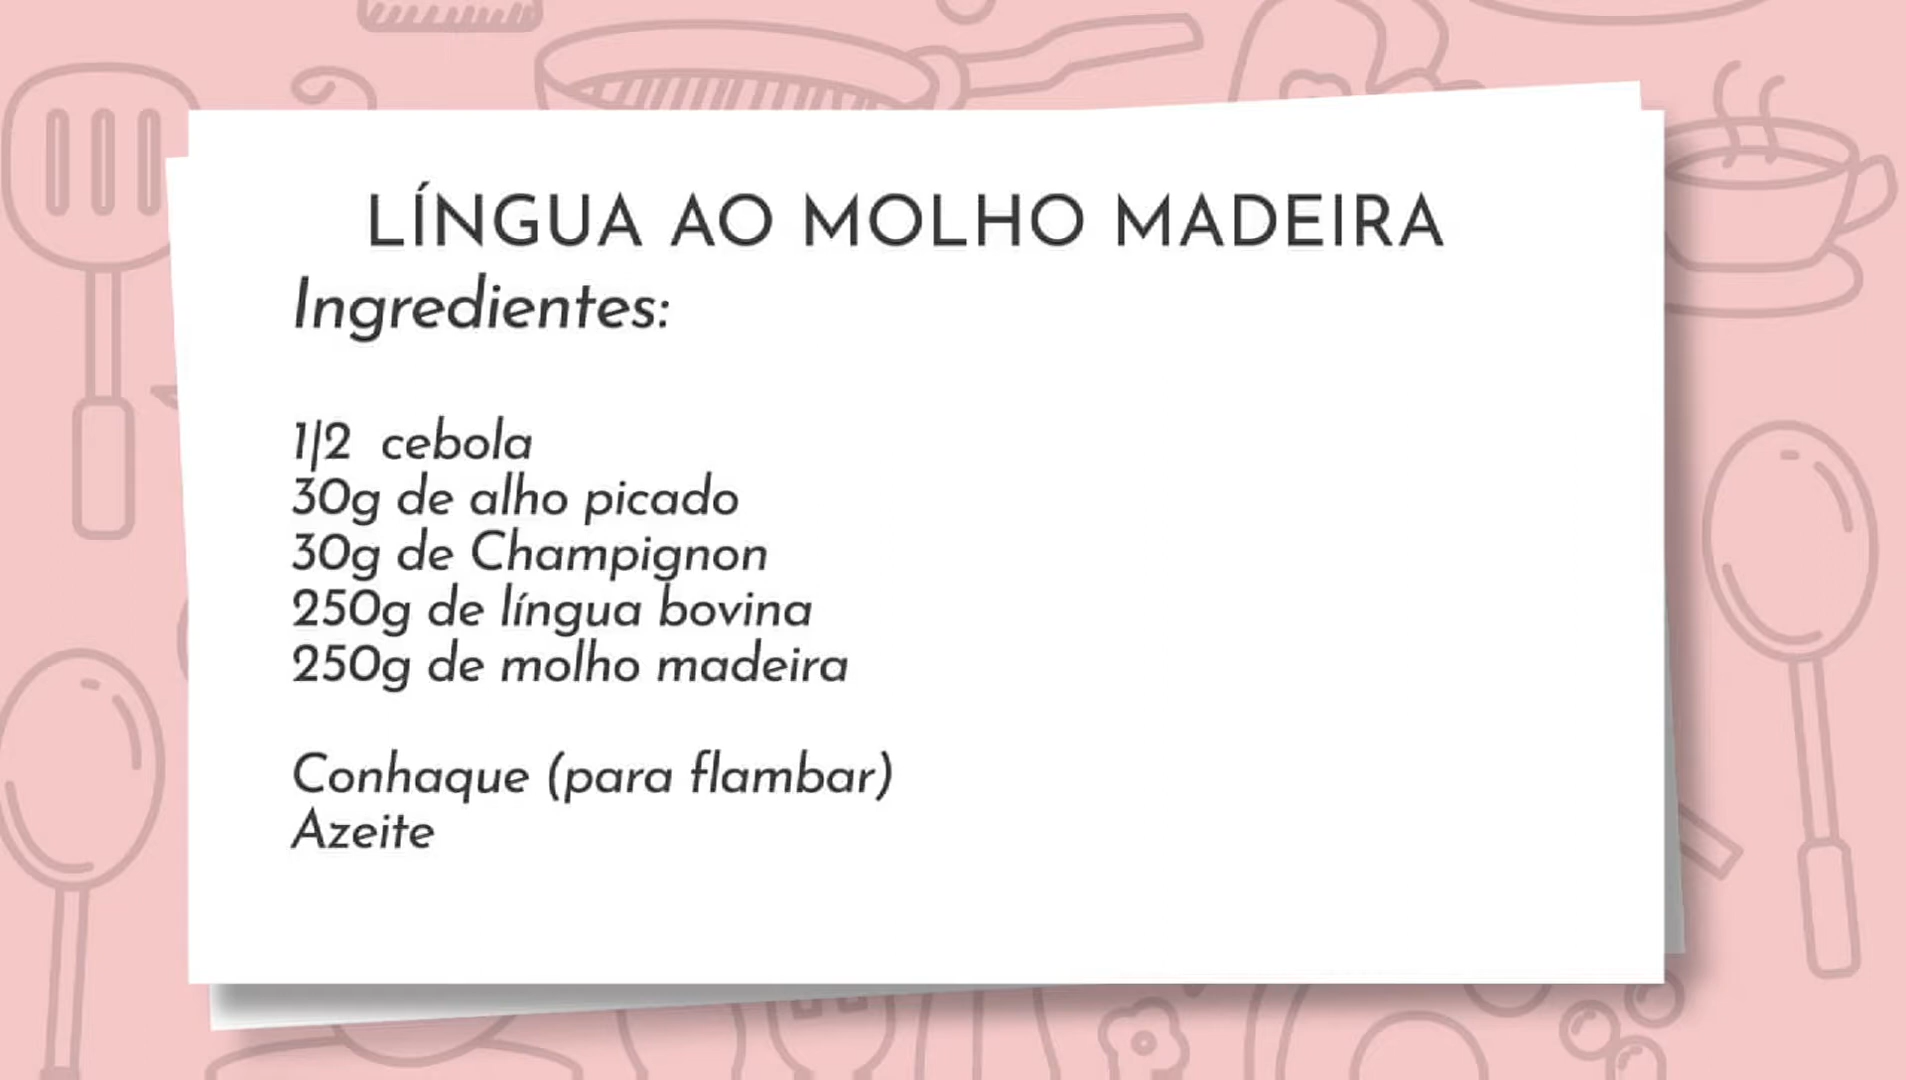 LÍNGUA AO MOLHO MADEIRA
Ingredientes:
1|2 cebola
30g de alho picado
30g de Champignon
250g de língua bovina
250g de molho madeira
Conhaque (para flambar)
Azeite